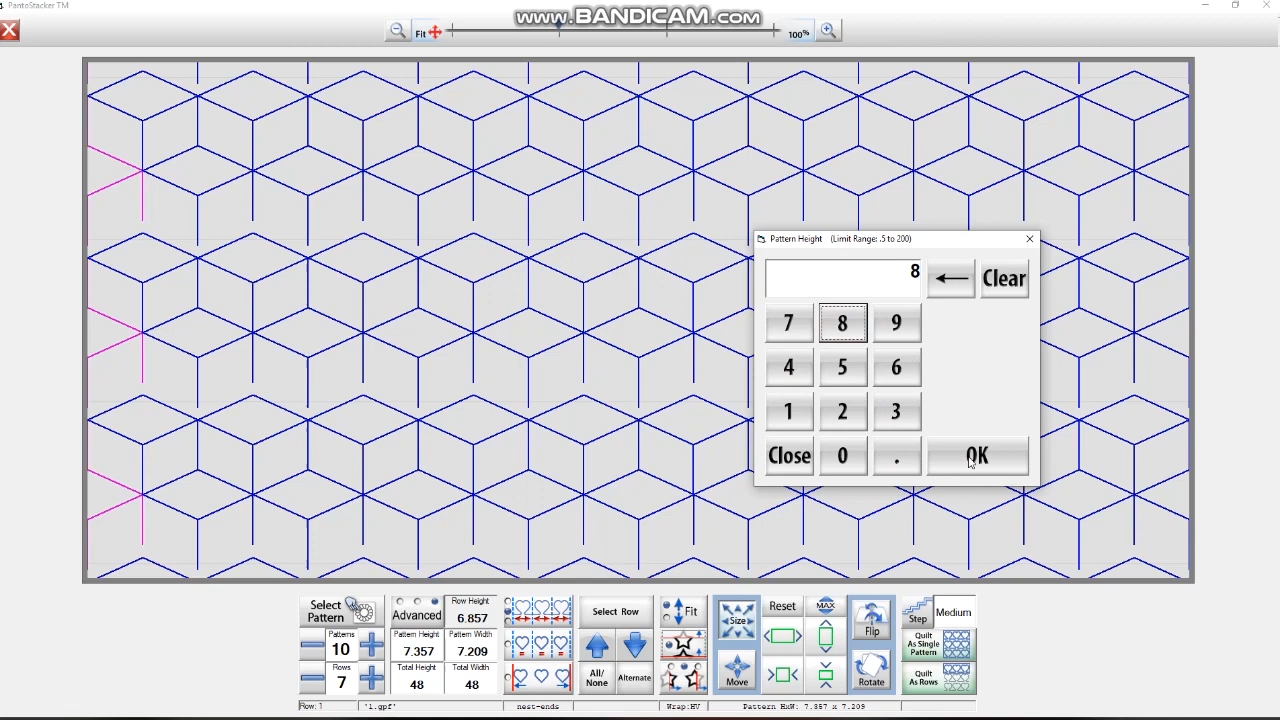 PantoStacker TM
www.BANDICAM.com
Fit
100%
Pattern Height (Limit Range: .5 to 200)
8
Clear
7 8 9
4 5 6
1 2 3
Close 0 . OK
Select Pattern
Patterns
10
Rows
7
Advanced
Row Height
6.857
Pattern Height
7.357
Pattern Width
7.209
Total Height
48
Total Width
48
Select Row
All/None
Alternate
Fit
Size
Move
Reset
MAX
Flip
Rotate
Step
Medium
Quilt As Single Pattern
Quilt As Rows
Row: 1
'1.gpf'
nest-ends
Wrap:HV
Pattern HxW: 7.857 x 7.209